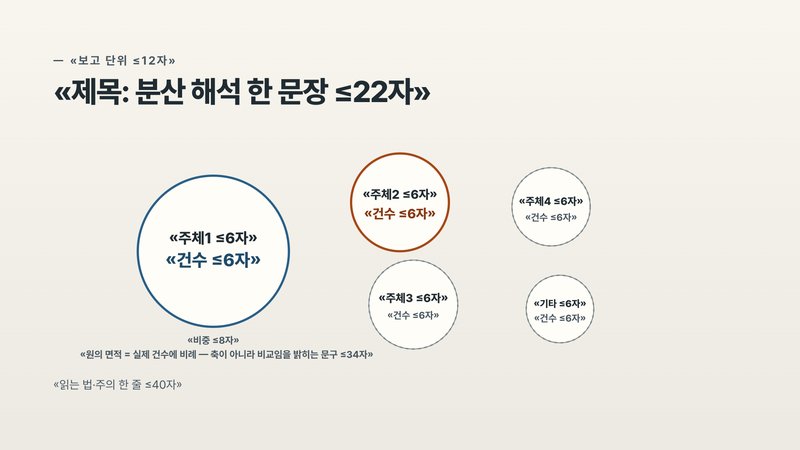 — «보고 단위 ≤12자»
«제목: 분산 해석 한 문장 ≤22자»
«주체1 ≤6자»
«건수 ≤6자»
«비중 ≤8자»
«원의 면적 = 실제 건수에 비례 — 축이 아니라 비교임을 밝히는 문구 ≤34자»
«주체2 ≤6자»
«건수 ≤6자»
«주체3 ≤6자»
«건수 ≤6자»
«주체4 ≤6자»
«건수 ≤6자»
«기타 ≤6자»
«건수 ≤6자»
«읽는 법·주의 한 줄 ≤40자»